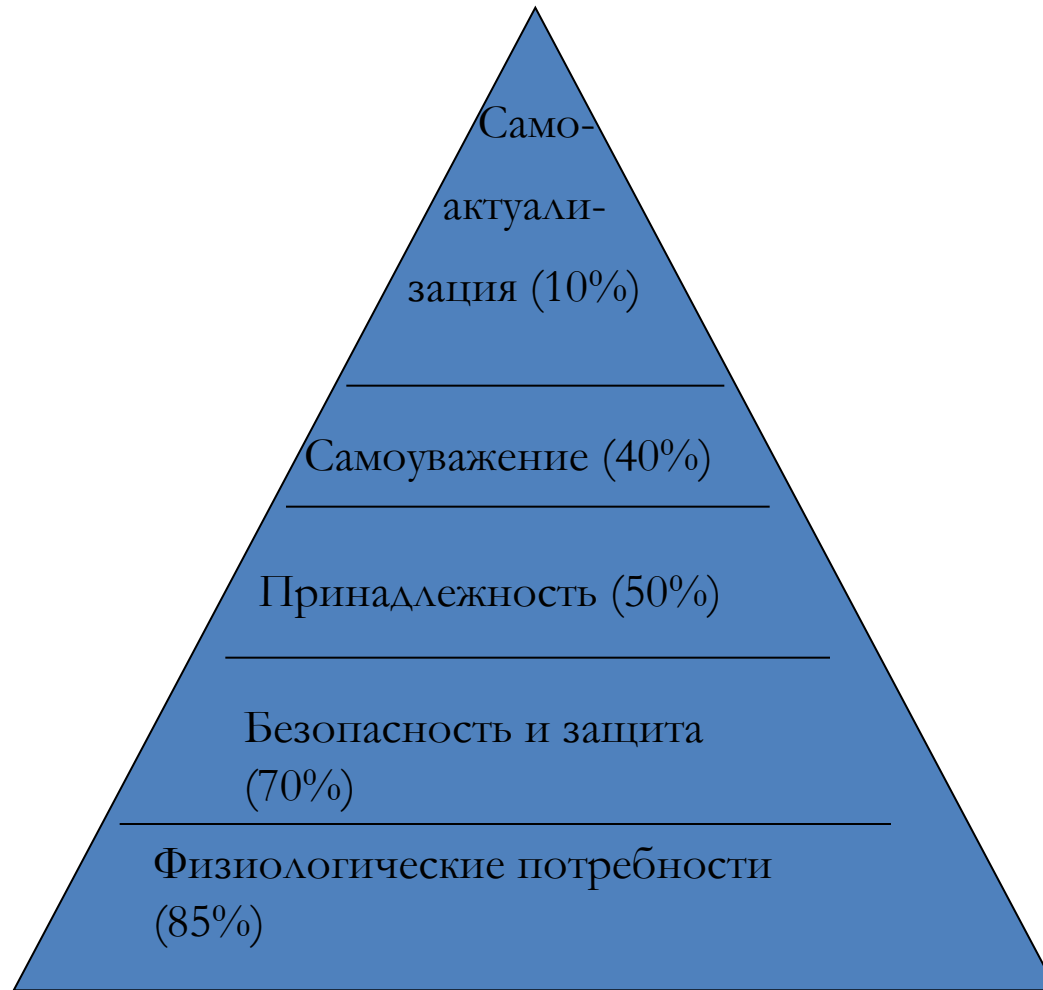 Само-
актуали-
зация (10%)
Самоуважение (40%)
Принадлежность (50%)
Безопасность и защита
(70%)
Физиологические потребности
(85%)